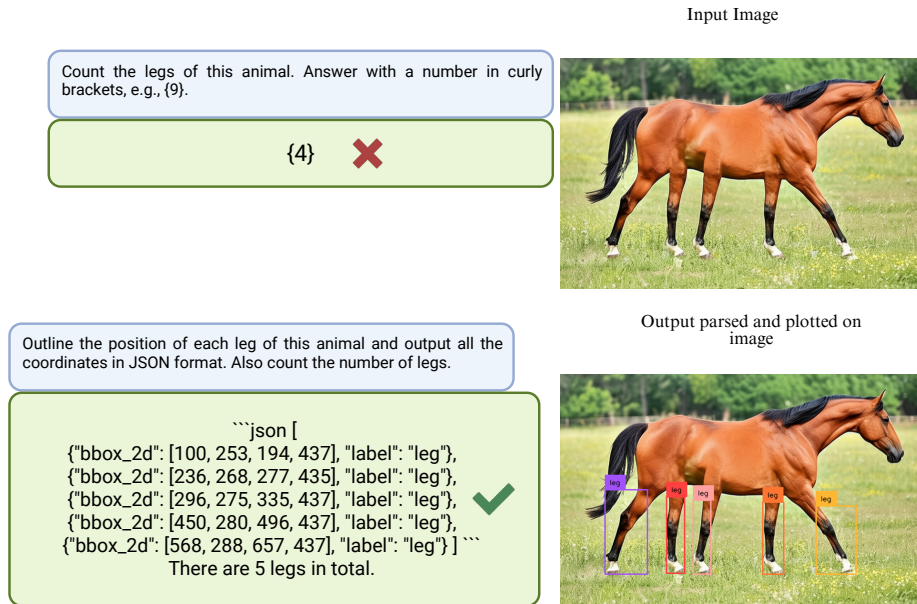 Input Image
Count the legs of this animal. Answer with a number in curly
brackets, e.g., {9}.
{4}
Outline the position of each leg of this animal and output all the
coordinates in JSON format. Also count the number of legs.
Output parsed and plotted on
image
```json [
{"bbox_2d": [100, 253, 194, 437], "label": "leg"},
{"bbox_2d": [236, 268, 277, 435], "label": "leg"},
{"bbox_2d": [296, 275, 335, 437], "label": "leg"},
{"bbox_2d": [450, 280, 496, 437], "label": "leg"},
{"bbox_2d": [568, 288, 657, 437], "label": "leg"} ] ```
There are 5 legs in total.
leg
leg
leg
leg
leg